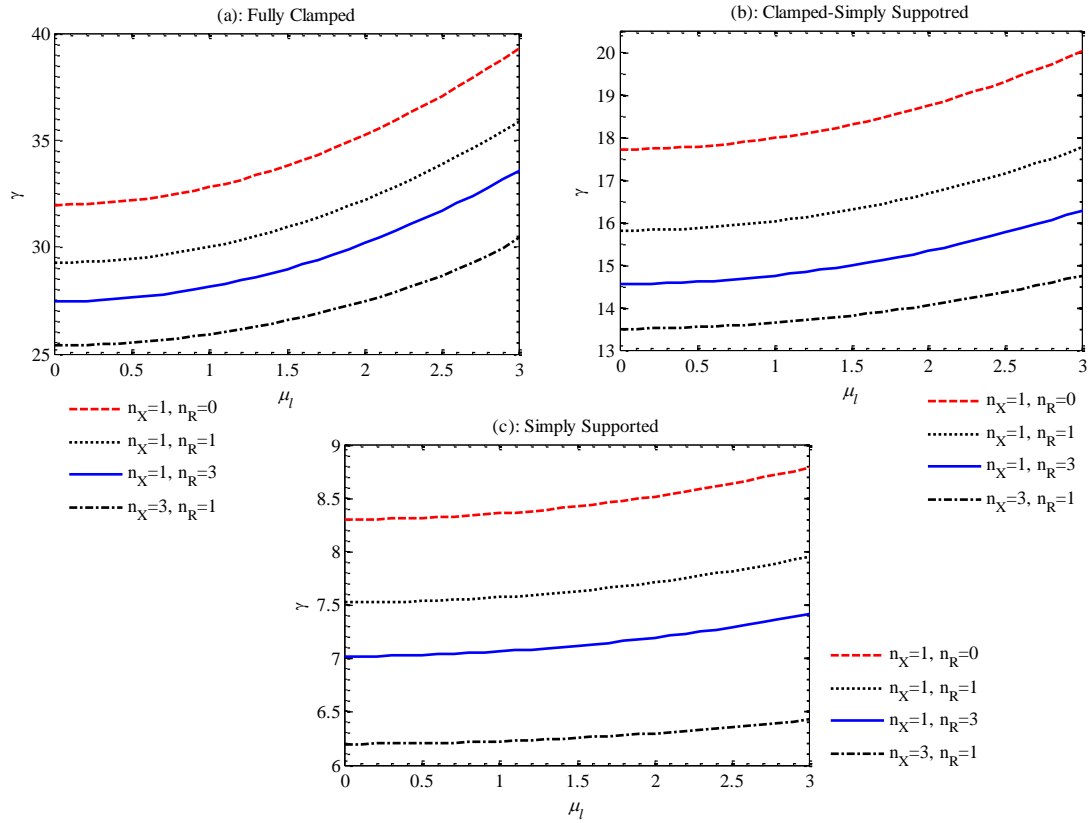 (a): Fully Clamped
40
35
30
25
γ
0 0.5 1 1.5 2 2.5 3
μ_l
n_X=1, n_R=0
n_X=1, n_R=1
n_X=1, n_R=3
n_X=3, n_R=1
(b): Clamped-Simply Suppotred
20
19
18
17
16
15
14
13
γ
0 0.5 1 1.5 2 2.5 3
μ_l
n_X=1, n_R=0
n_X=1, n_R=1
n_X=1, n_R=3
n_X=3, n_R=1
(c): Simply Supported
9
8.5
8
7.5
7
6.5
6
γ
0 0.5 1 1.5 2 2.5 3
μ_l
n_X=1, n_R=0
n_X=1, n_R=1
n_X=1, n_R=3
n_X=3, n_R=1